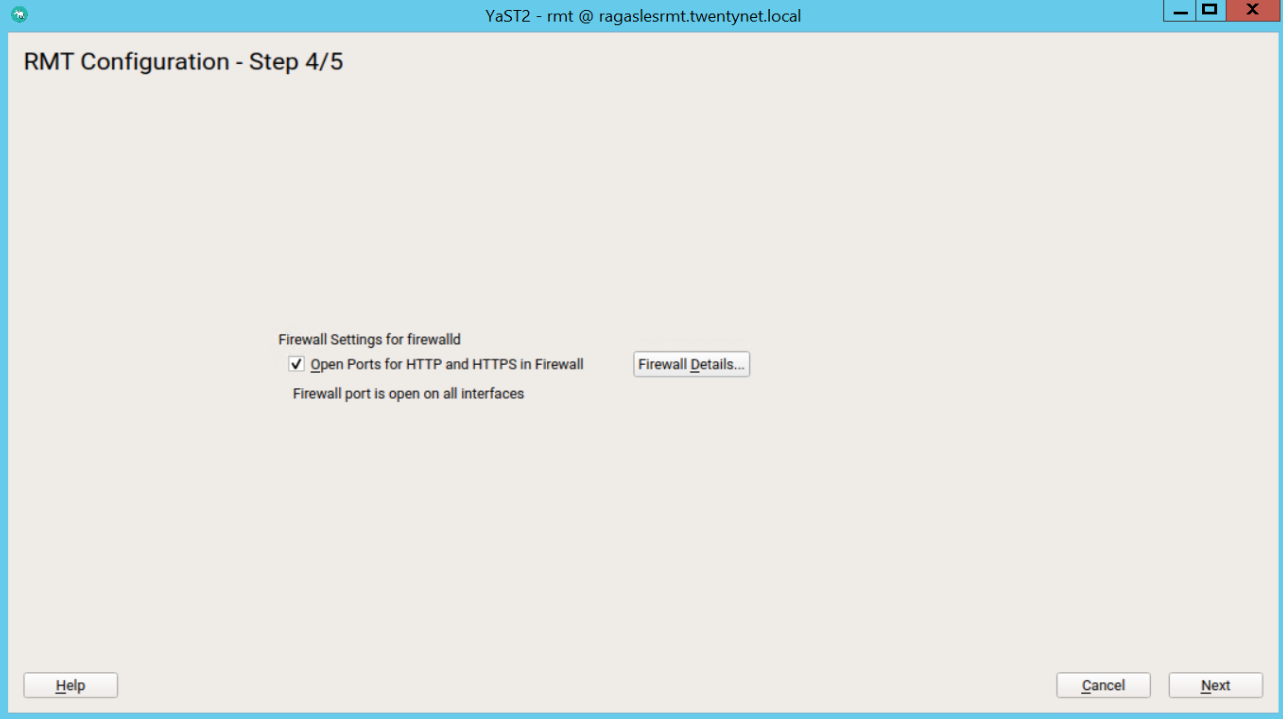 YaST2 - rmt @ ragaslesrmt.twentynet.local
RMT Configuration - Step 4/5
Firewall Settings for firewalld
Open Ports for HTTP and HTTPS in Firewall
Firewall Details...
Firewall port is open on all interfaces
Help
Cancel
Next